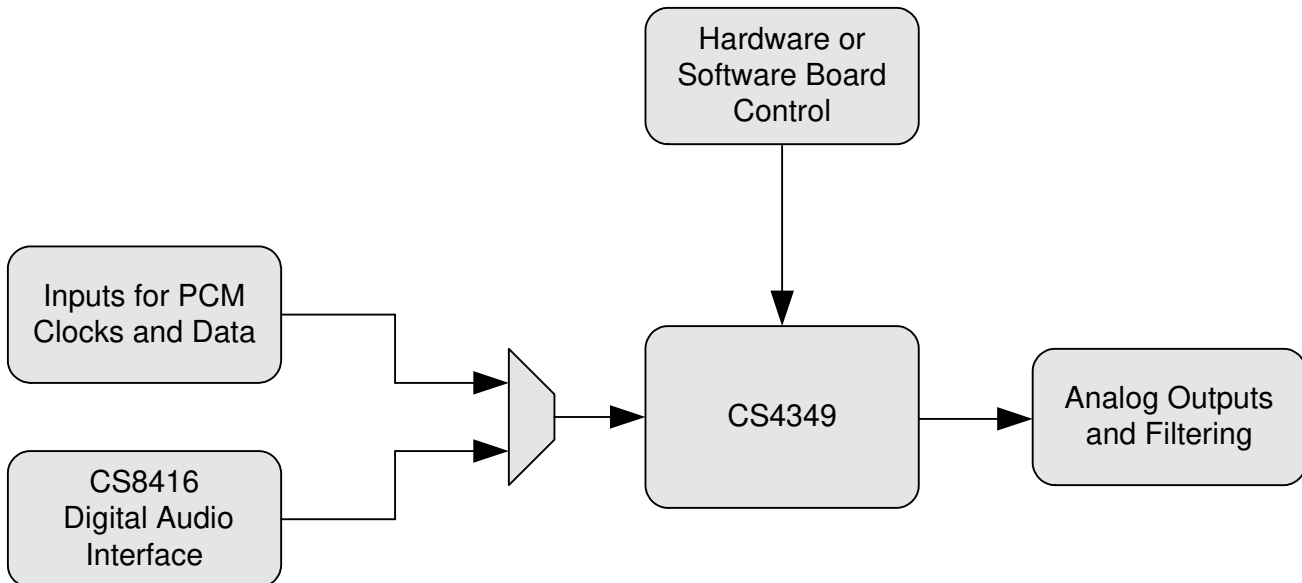 Hardware or
Software Board
Control
Inputs for PCM
Clocks and Data
CS4349
Analog Outputs
and Filtering
CS8416
Digital Audio
Interface